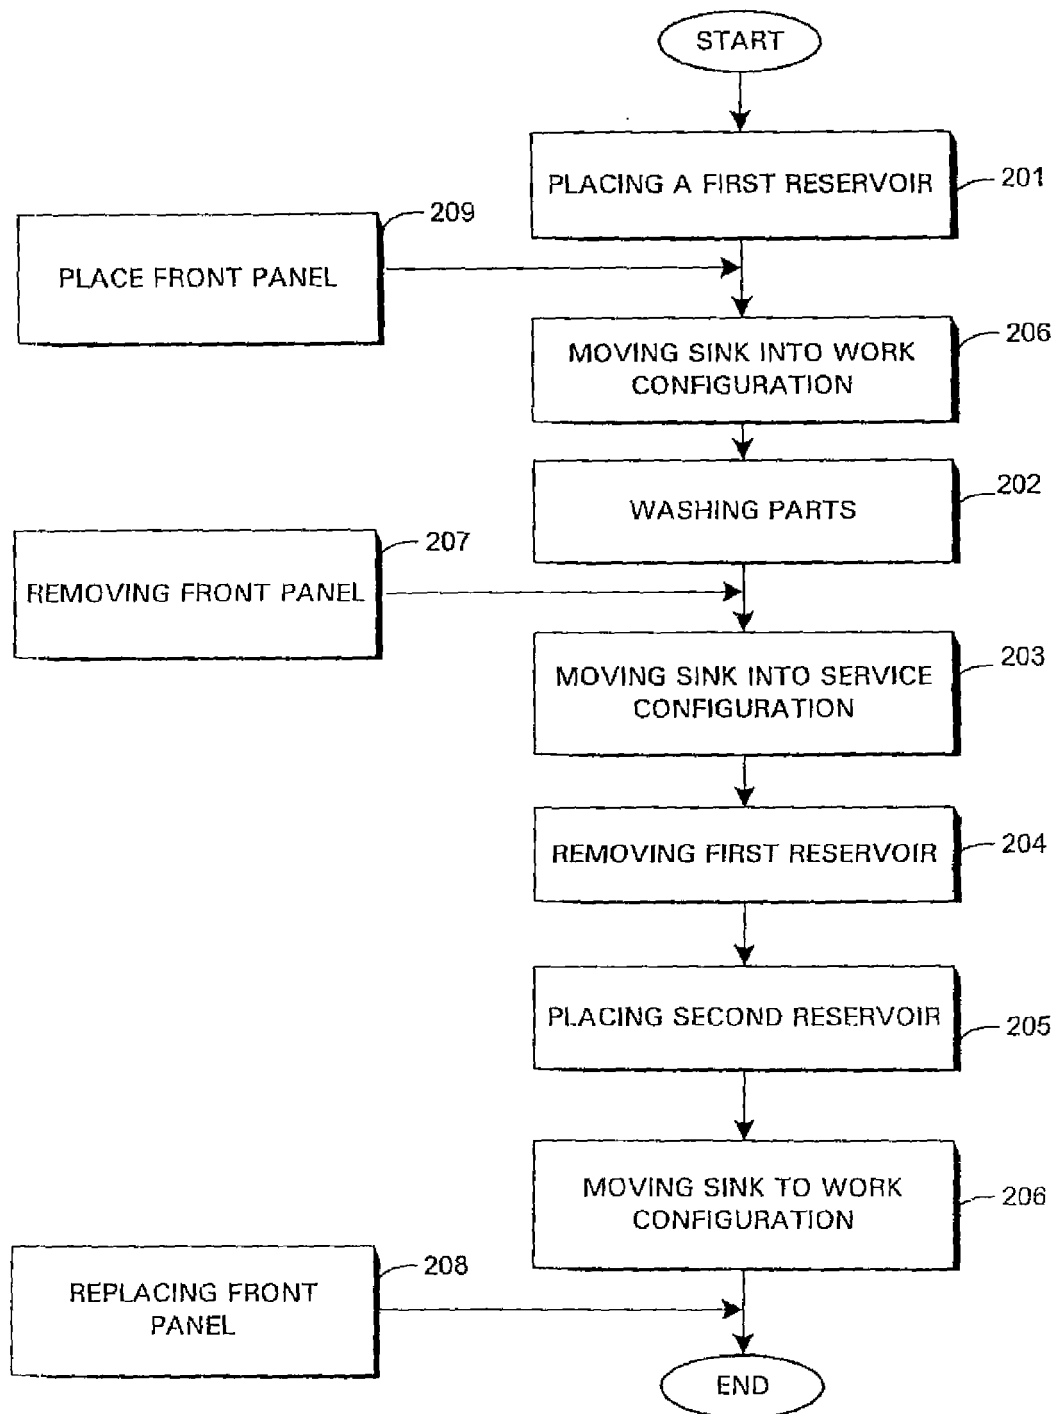 START
PLACING A FIRST RESERVOIR
201
209
PLACE FRONT PANEL
206
MOVING SINK INTO WORK
CONFIGURATION
202
WASHING PARTS
207
REMOVING FRONT PANEL
203
MOVING SINK INTO SERVICE
CONFIGURATION
204
REMOVING FIRST RESERVOIR
PLACING SECOND RESERVOIR
205
MOVING SINK TO WORK
CONFIGURATION
206
208
REPLACING FRONT
PANEL
END